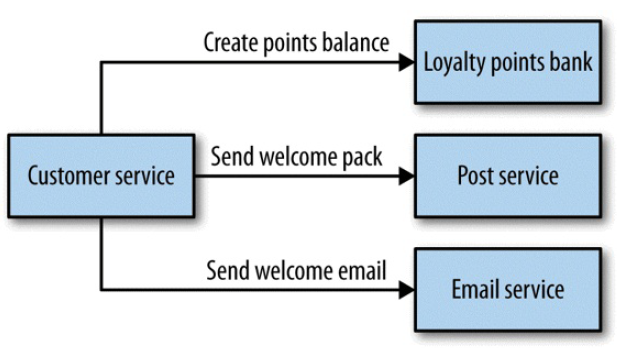 Create points balance
Loyalty points bank
Customer service
Send welcome pack
Post service
Send welcome email
Email service